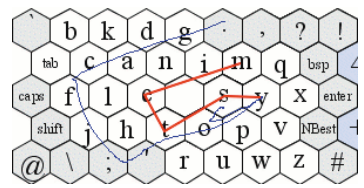 ` b k d g . , ? !
tab c a n i m q bsp
caps f l e s y x enter
shift j h t o p v NBest
@ \ ; ' r u w z #